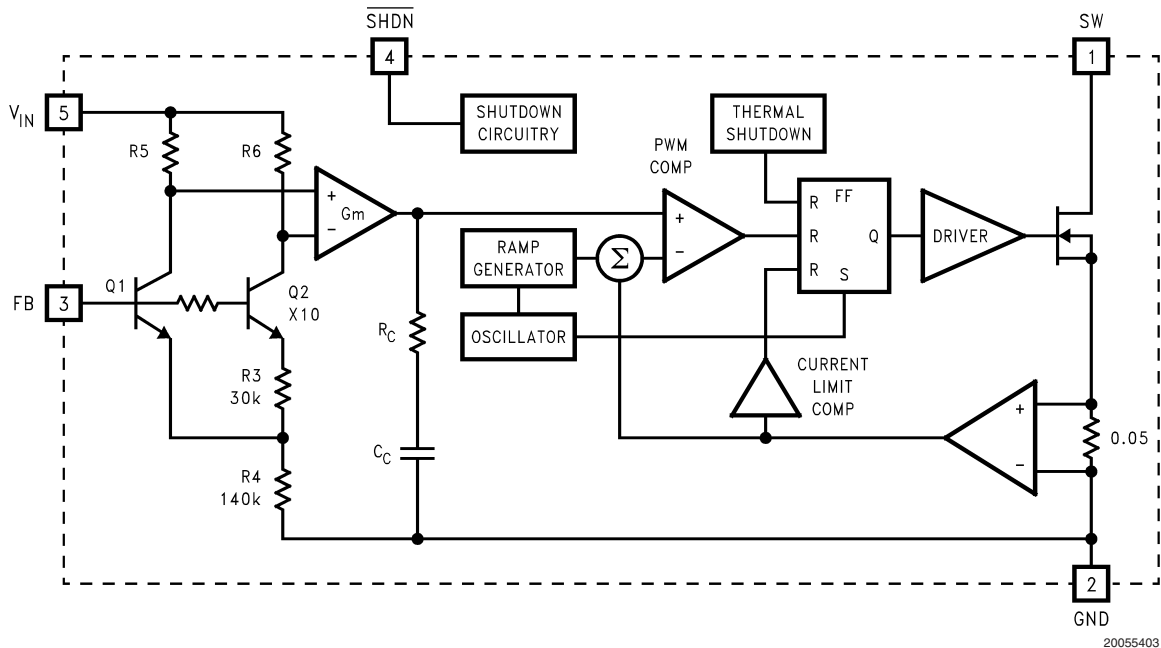 SHDN
4
SW
1
VIN
5
R5
R6
SHUTDOWN
CIRCUITRY
THERMAL
SHUTDOWN
PWM
COMP
+
Gm
−
+
−
R
FF
R
Q
R
S
DRIVER
RAMP
GENERATOR
Σ
OSCILLATOR
FB
3
Q1
Q2
X10
RC
R3
30k
CURRENT
LIMIT
COMP
+
−
0.05
CC
R4
140k
2
GND
20055403